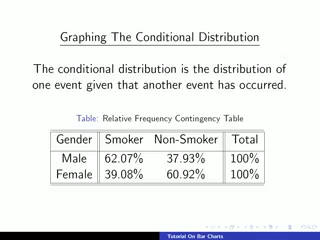 Graphing The Conditional Distribution
The conditional distribution is the distribution of
one event given that another event has occurred.
Table: Relative Frequency Contingency Table
Gender Smoker Non-Smoker Total
Male 62.07% 37.93% 100%
Female 39.08% 60.92% 100%
Tutorial On Bar Charts